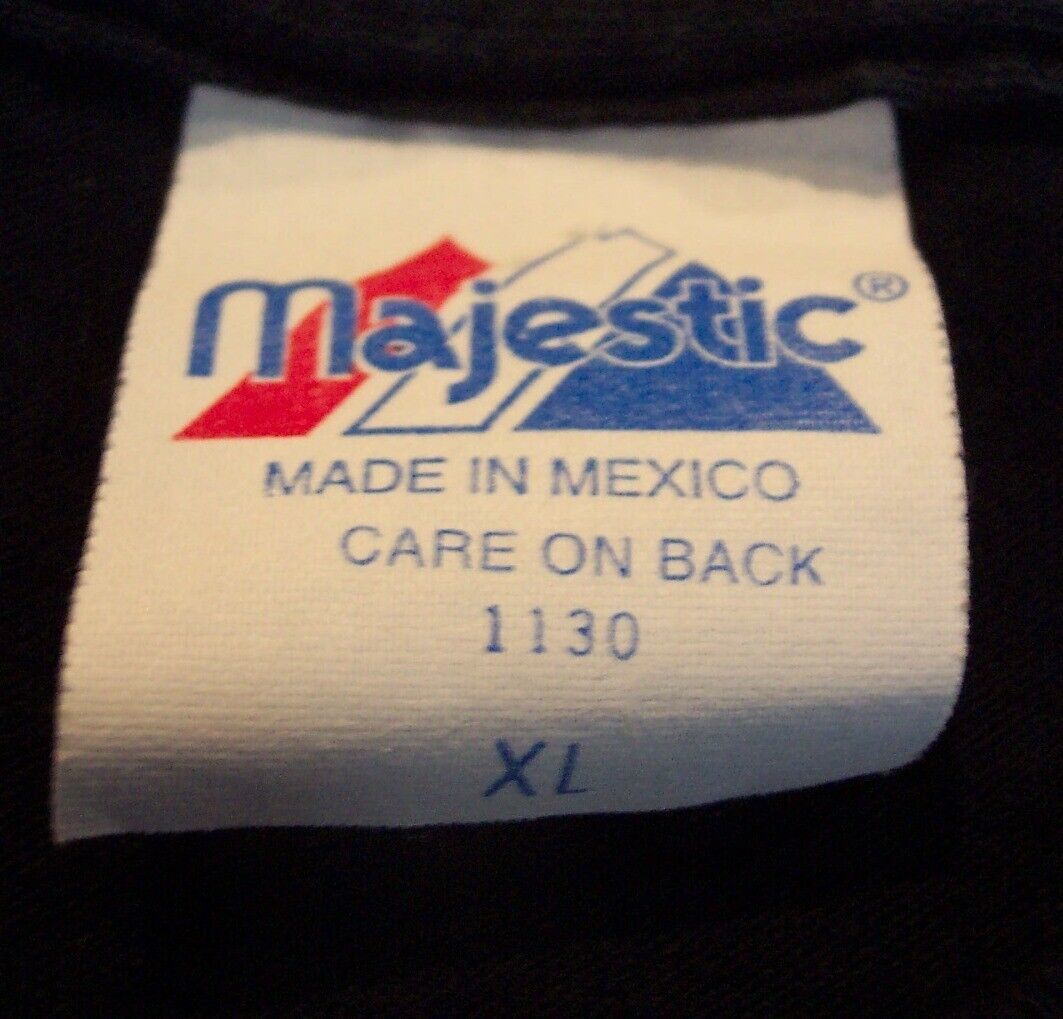 majestic®
MADE IN MEXICO
CARE ON BACK
1130
XL